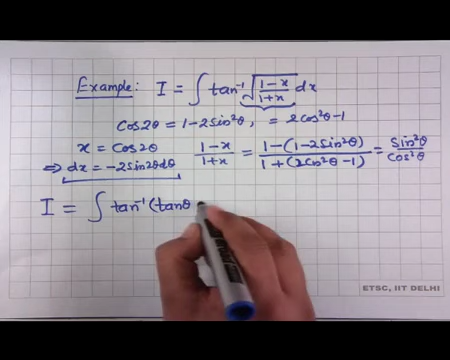 Example: I = ∫ tan⁻¹ √((1-x)/(1+x)) dx
Cos2θ = 1-2sin²θ, = 2cos²θ-1
x = Cos2θ
(1-x)/(1+x) = (1-(1-2sin²θ))/(1+(2cos²θ-1)) = sin²θ/cos²θ
⇒ dx = -2sin2θdθ
I = ∫ tan⁻¹(tanθ
ETSC, IIT DELHI